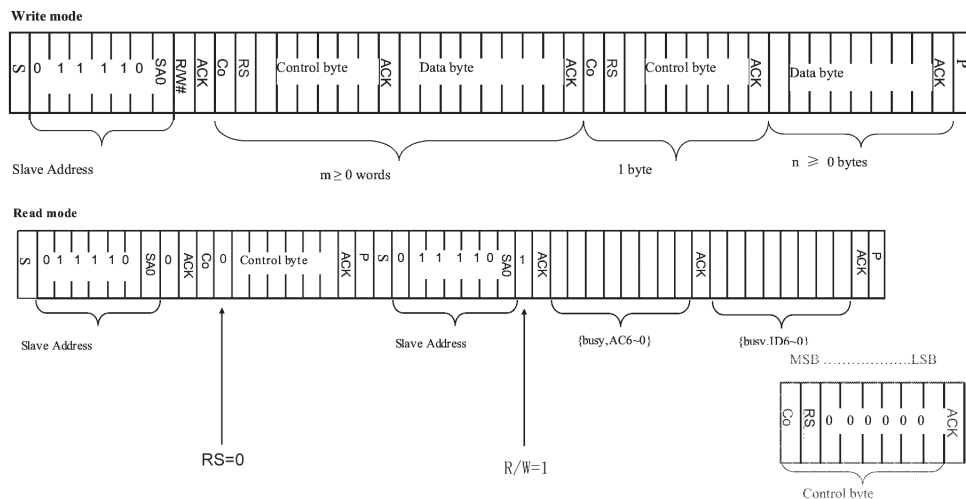 Write mode
S 0 1 1 1 1 0 SA0 R/W# ACK Co RS Control byte ACK Data byte ACK Co RS Control byte ACK Data byte ACK P
Slave Address
m ≥ 0 words
1 byte
n ≥ 0 bytes
Read mode
S 0 1 1 1 1 0 SA0 0 ACK Co 0 Control byte ACK P S 0 1 1 1 1 0 SA0 1 ACK ACK ACK P
Slave Address
Slave Address
{busy,AC6~0}
{busy,ID6~0}
MSB ...................LSB
Co RS 0 0 0 0 0 0 ACK
Control byte
RS=0
R/W=1